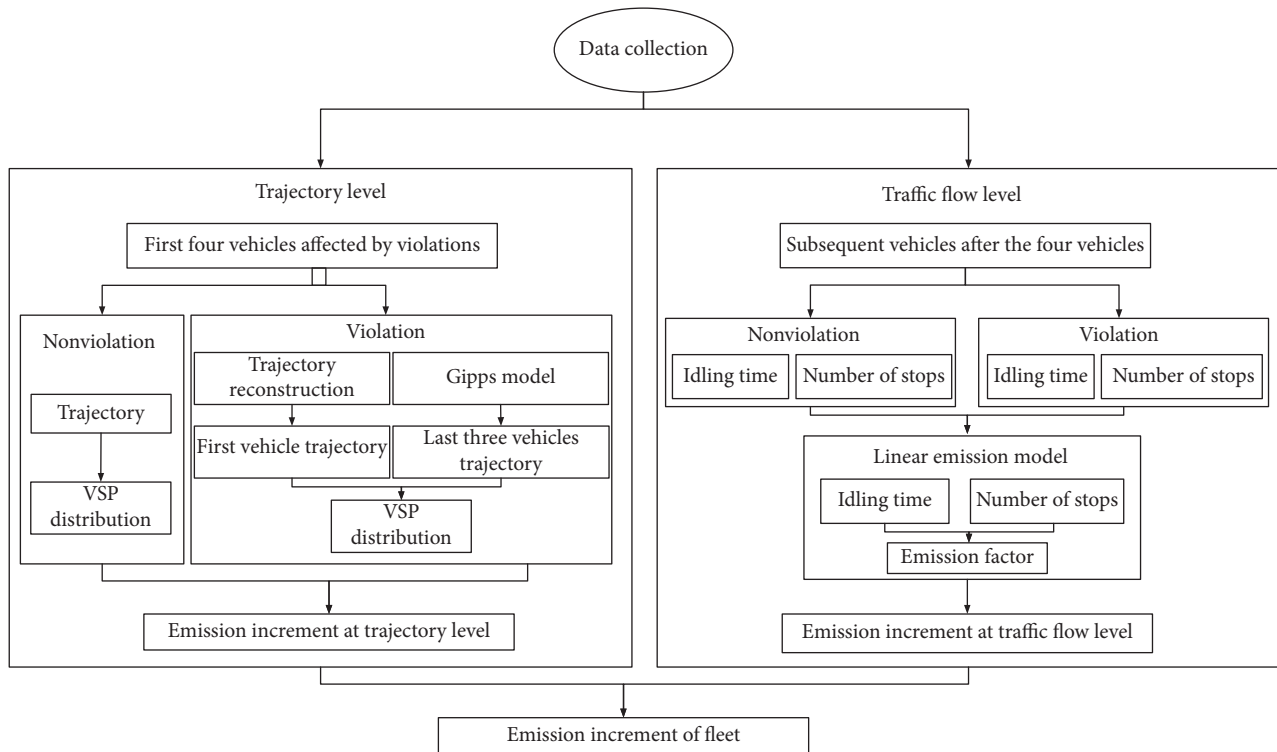 Data collection
Trajectory level
First four vehicles affected by violations
Nonviolation
Trajectory
VSP
distribution
Violation
Trajectory
reconstruction
Gipps model
First vehicle trajectory
Last three vehicles
trajectory
VSP
distribution
Emission increment at trajectory level
Traffic flow level
Subsequent vehicles after the four vehicles
Nonviolation
Idling time
Number of stops
Violation
Idling time
Number of stops
Linear emission model
Idling time
Number of stops
Emission factor
Emission increment at traffic flow level
Emission increment of fleet